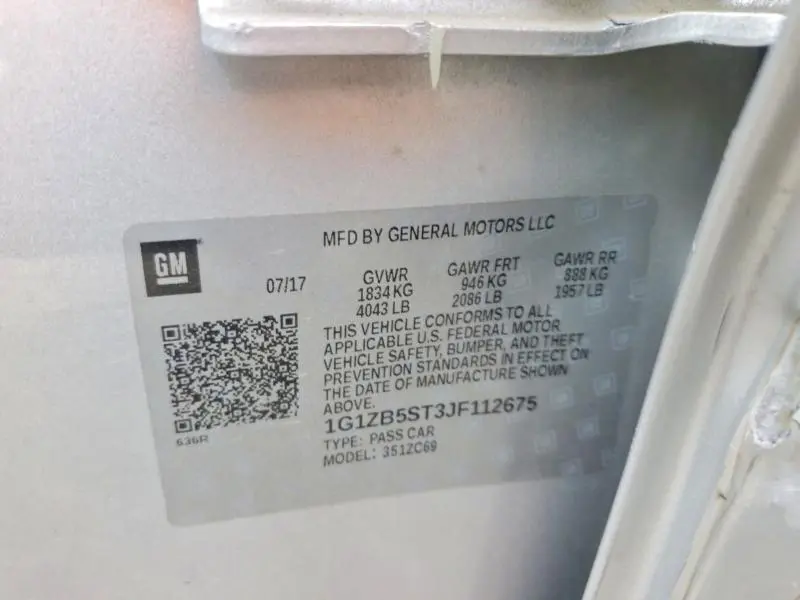 MFD BY GENERAL MOTORS LLC
GM
07/17
GVWR
1834 KG
4043 LB
GAWR FRT
946 KG
2086 LB
GAWR RR
888 KG
1957 LB
THIS VEHICLE CONFORMS TO ALL
APPLICABLE U.S. FEDERAL MOTOR
VEHICLE SAFETY, BUMPER, AND THEFT
PREVENTION STANDARDS IN EFFECT ON
THE DATE OF MANUFACTURE SHOWN
ABOVE.
1G1ZB5ST3JF112675
TYPE: PASS CAR
MODEL: 351ZC69
636R